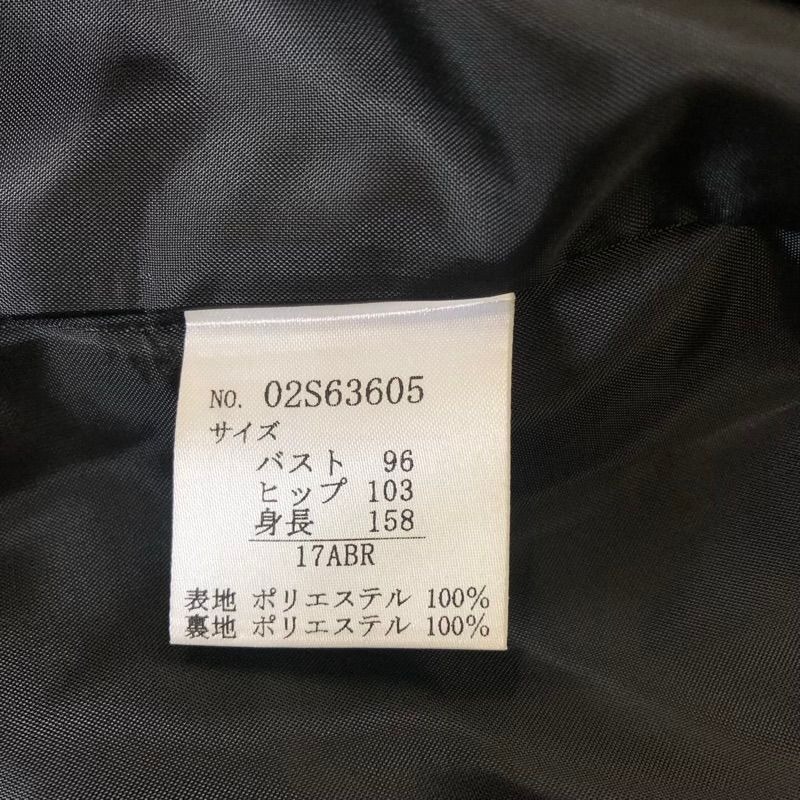 NO. 02S63605
サイズ
バスト 96
ヒップ 103
身長 158
17ABR
表地 ポリエステル 100%
裏地 ポリエステル 100%